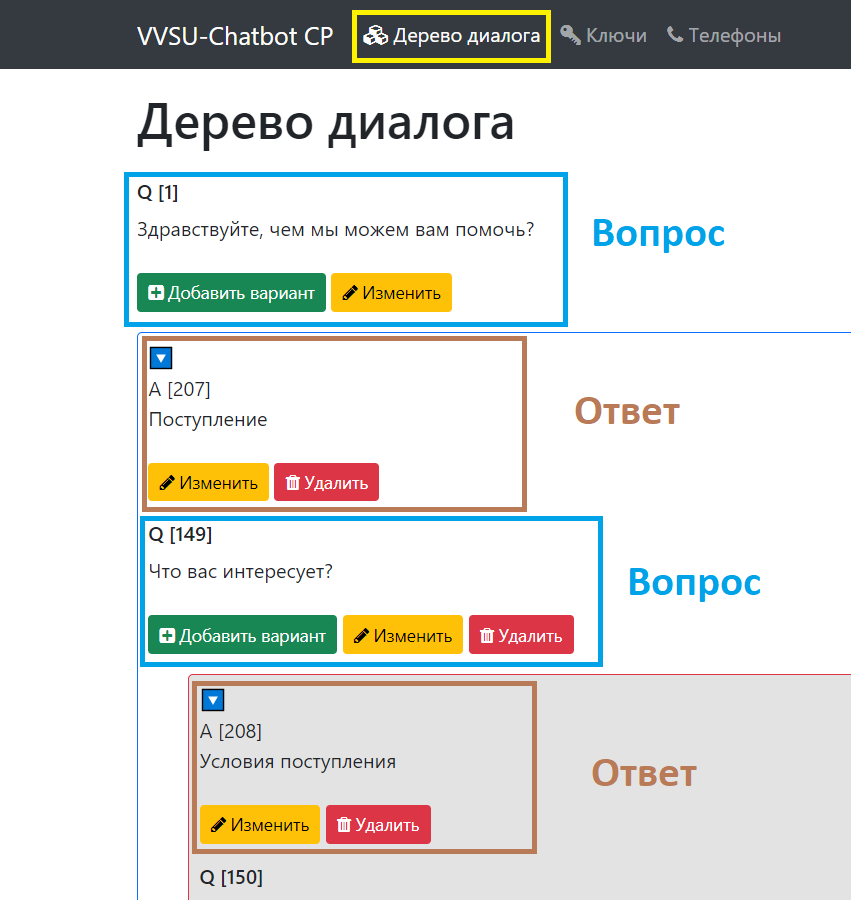 VVSU-Chatbot CP Дерево диалога Ключи Телефоны
Дерево диалога
Q [1]
Здравствуйте, чем мы можем вам помочь?
Вопрос
Добавить вариант Изменить
A [207]
Поступление
Ответ
Изменить Удалить
Q [149]
Что вас интересует?
Вопрос
Добавить вариант Изменить Удалить
A [208]
Условия поступления
Ответ
Изменить Удалить
Q [150]